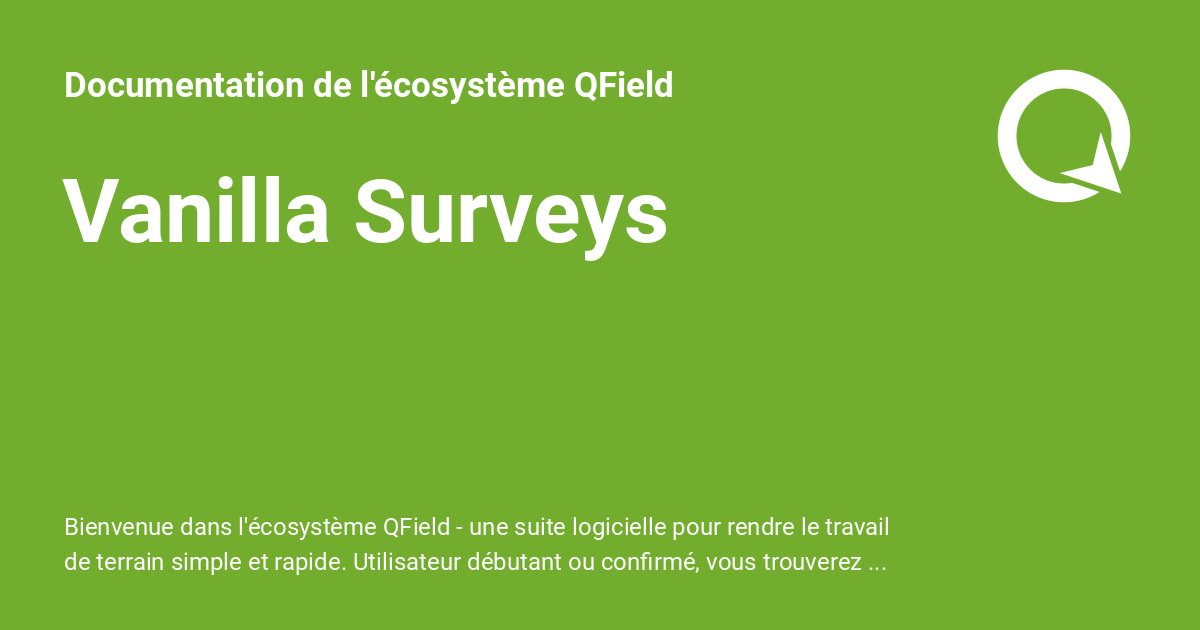 Documentation de l'écosystème QField
Vanilla Surveys
Bienvenue dans l'écosystème QField - une suite logicielle pour rendre le travail
de terrain simple et rapide. Utilisateur débutant ou confirmé, vous trouverez ...